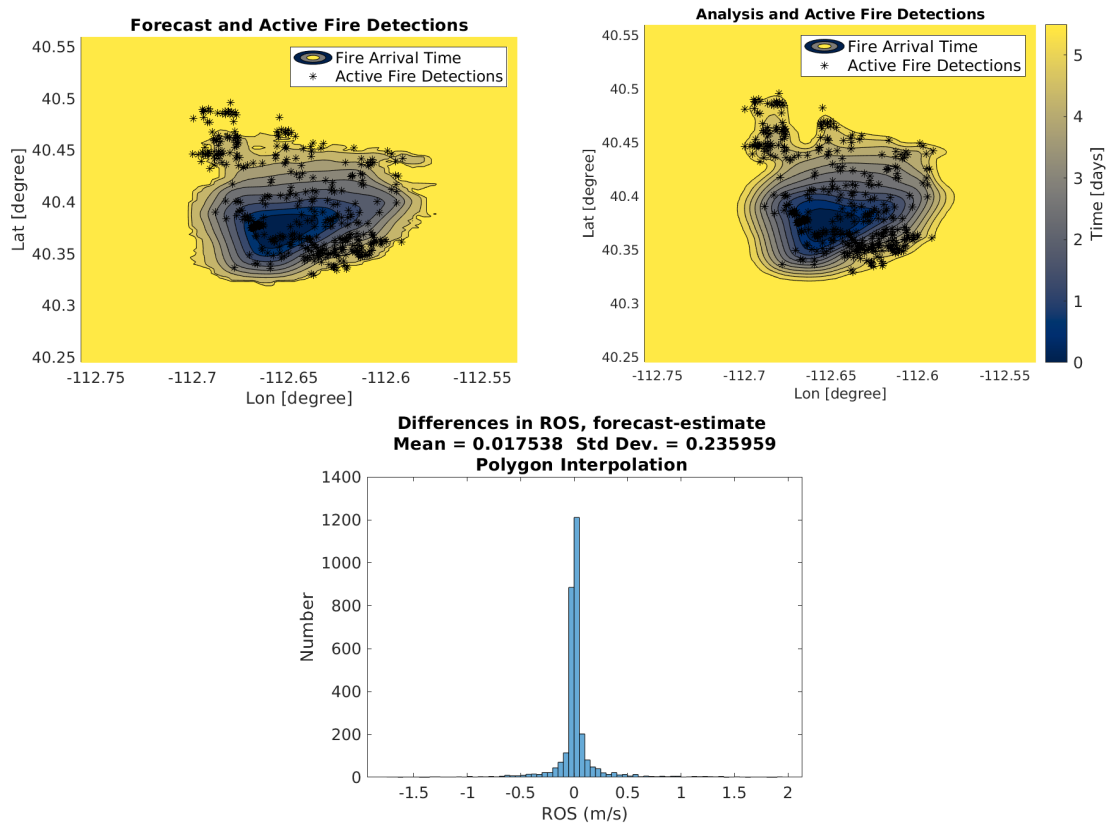 Forecast and Active Fire Detections
Fire Arrival Time
Active Fire Detections
40.55
40.5
40.45
40.4
40.35
40.3
40.25
Lat [degree]
-112.75 -112.7 -112.65 -112.6 -112.55
Lon [degree]
Analysis and Active Fire Detections
Fire Arrival Time
Active Fire Detections
40.55
40.5
40.45
40.4
40.35
40.3
40.25
Lat [degree]
-112.75 -112.7 -112.65 -112.6 -112.55
Lon [degree]
5
4
3
2
1
0
Time [days]
Differences in ROS, forecast-estimate
Mean = 0.017538 Std Dev. = 0.235959
Polygon Interpolation
1400
1200
1000
800
600
400
200
0
Number
-1.5 -1 -0.5 0 0.5 1 1.5 2
ROS (m/s)